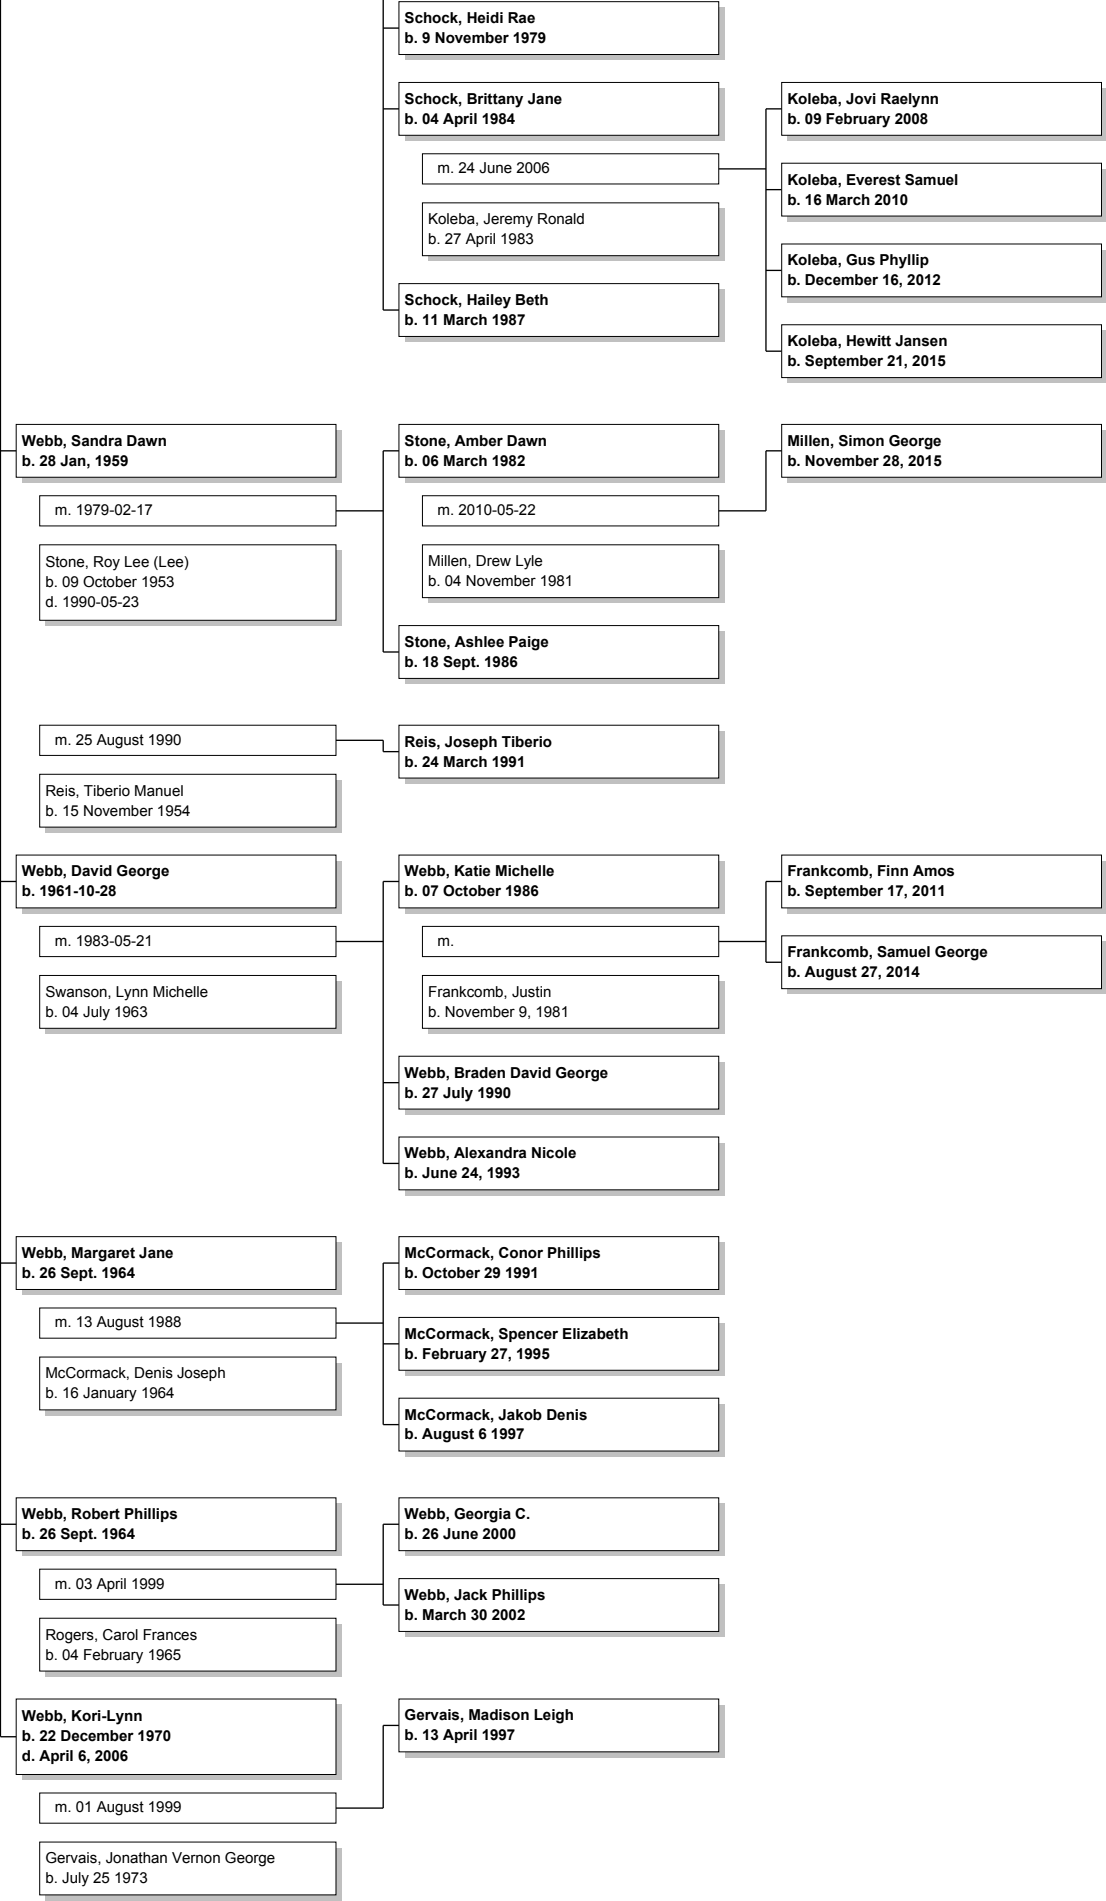 Schock, Heidi Rae
b. 9 November 1979
Schock, Brittany Jane
b. 04 April 1984
m. 24 June 2006
Koleba, Jeremy Ronald
b. 27 April 1983
Koleba, Jovi Raelynn
b. 09 February 2008
Koleba, Everest Samuel
b. 16 March 2010
Koleba, Gus Phyllip
b. December 16, 2012
Koleba, Hewitt Jansen
b. September 21, 2015
Schock, Hailey Beth
b. 11 March 1987
Webb, Sandra Dawn
b. 28 Jan, 1959
m. 1979-02-17
Stone, Roy Lee (Lee)
b. 09 October 1953
d. 1990-05-23
Stone, Amber Dawn
b. 06 March 1982
m. 2010-05-22
Millen, Drew Lyle
b. 04 November 1981
Millen, Simon George
b. November 28, 2015
Stone, Ashlee Paige
b. 18 Sept. 1986
m. 25 August 1990
Reis, Tiberio Manuel
b. 15 November 1954
Reis, Joseph Tiberio
b. 24 March 1991
Webb, David George
b. 1961-10-28
m. 1983-05-21
Swanson, Lynn Michelle
b. 04 July 1963
Webb, Katie Michelle
b. 07 October 1986
m.
Frankcomb, Justin
b. November 9, 1981
Frankcomb, Finn Amos
b. September 17, 2011
Frankcomb, Samuel George
b. August 27, 2014
Webb, Braden David George
b. 27 July 1990
Webb, Alexandra Nicole
b. June 24, 1993
Webb, Margaret Jane
b. 26 Sept. 1964
m. 13 August 1988
McCormack, Denis Joseph
b. 16 January 1964
McCormack, Conor Phillips
b. October 29 1991
McCormack, Spencer Elizabeth
b. February 27, 1995
McCormack, Jakob Denis
b. August 6 1997
Webb, Robert Phillips
b. 26 Sept. 1964
m. 03 April 1999
Rogers, Carol Frances
b. 04 February 1965
Webb, Georgia C.
b. 26 June 2000
Webb, Jack Phillips
b. March 30 2002
Webb, Kori-Lynn
b. 22 December 1970
d. April 6, 2006
m. 01 August 1999
Gervais, Jonathan Vernon George
b. July 25 1973
Gervais, Madison Leigh
b. 13 April 1997